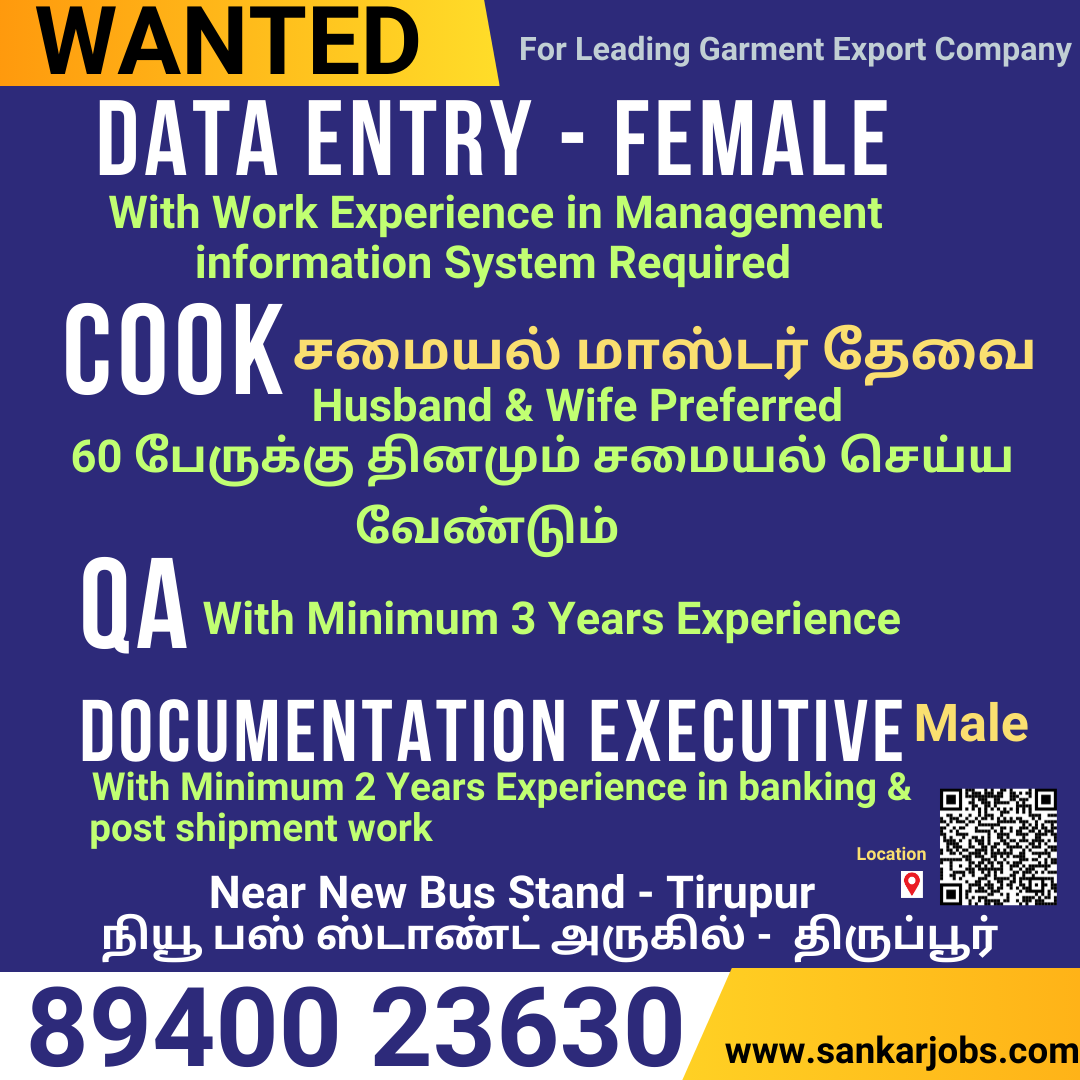 WANTED
For Leading Garment Export Company
DATA ENTRY - FEMALE
With Work Experience in Management
information System Required
COOK சமையல் மாஸ்டர் தேவை
Husband & Wife Preferred
60 பேருக்கு தினமும் சமையல் செய்ய
வேண்டும்
QA With Minimum 3 Years Experience
DOCUMENTATION EXECUTIVE Male
With Minimum 2 Years Experience in banking &
post shipment work
Location
Near New Bus Stand - Tirupur
நியூ பஸ் ஸ்டாண்ட் அருகில் - திருப்பூர்
89400 23630
www.sankarjobs.com